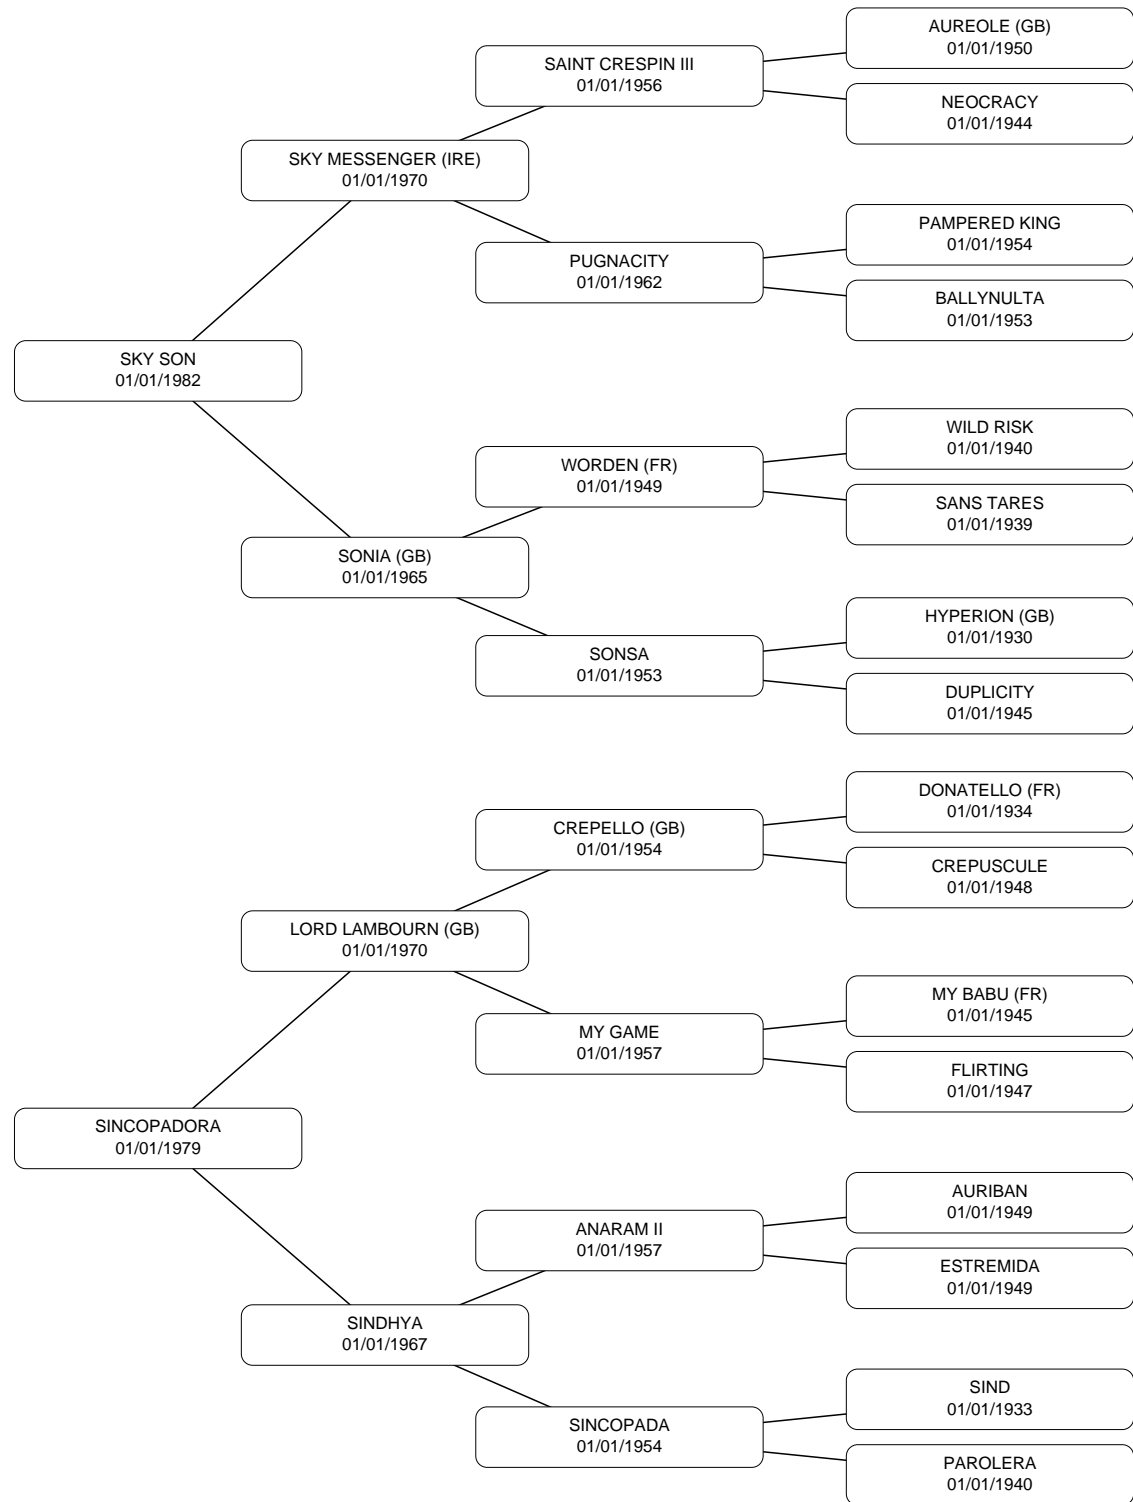 AUREOLE (GB)
01/01/1950
SAINT CRESPIN III
01/01/1956
NEOCRACY
01/01/1944
SKY MESSENGER (IRE)
01/01/1970
PAMPERED KING
01/01/1954
PUGNACITY
01/01/1962
BALLYNULTA
01/01/1953
SKY SON
01/01/1982
WILD RISK
01/01/1940
WORDEN (FR)
01/01/1949
SANS TARES
01/01/1939
SONIA (GB)
01/01/1965
HYPERION (GB)
01/01/1930
SONSA
01/01/1953
DUPLICITY
01/01/1945
DONATELLO (FR)
01/01/1934
CREPELLO (GB)
01/01/1954
CREPUSCULE
01/01/1948
LORD LAMBOURN (GB)
01/01/1970
MY BABU (FR)
01/01/1945
MY GAME
01/01/1957
FLIRTING
01/01/1947
SINCOPADORA
01/01/1979
AURIBAN
01/01/1949
ANARAM II
01/01/1957
ESTREMIDA
01/01/1949
SINDHYA
01/01/1967
SIND
01/01/1933
SINCOPADA
01/01/1954
PAROLERA
01/01/1940